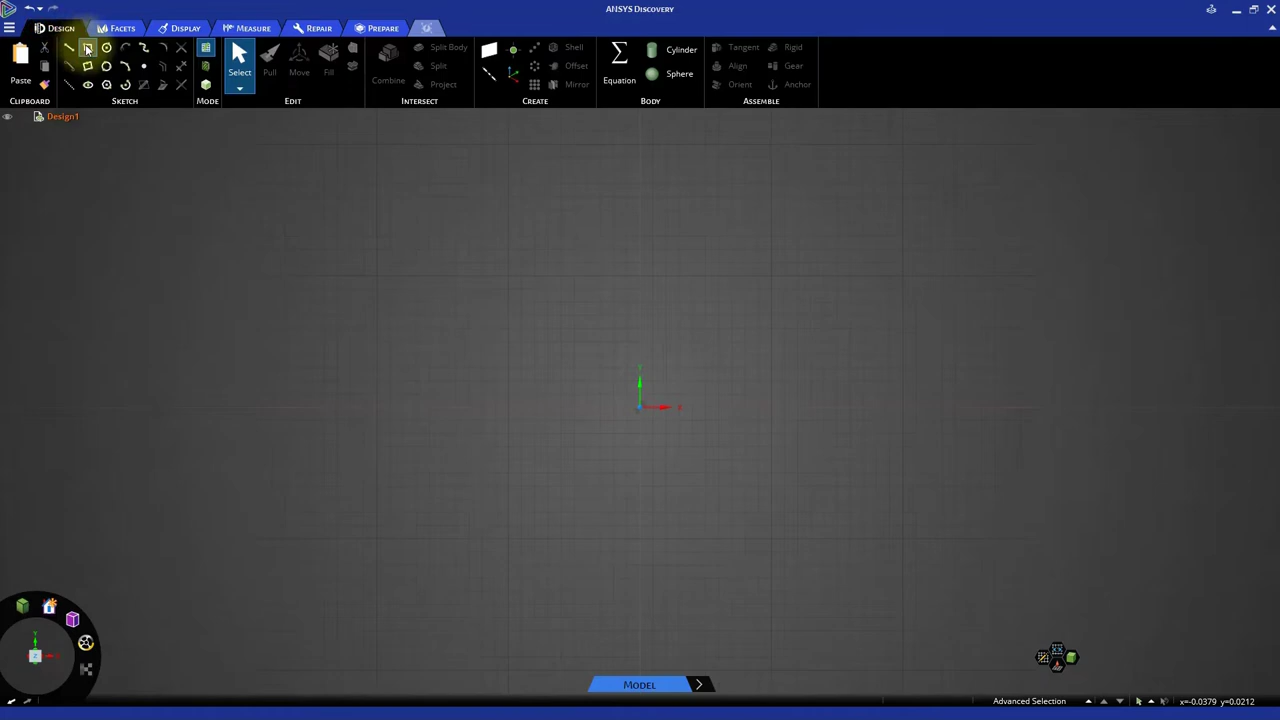 ANSYS Discovery
Design Facets Display Measure Repair Prepare
Paste
Clipboard
Sketch
Mode
Select Pull Move Fill
Edit
Combine Split Body
Split
Project
Intersect
Shell
Offset
Mirror
Create
Equation Cylinder
Sphere
Body
Tangent Rigid
Align Gear
Orient Anchor
Assemble
Design1
Y
X
Y
Z
Model
Advanced Selection x=-0.0379 y=0.0212